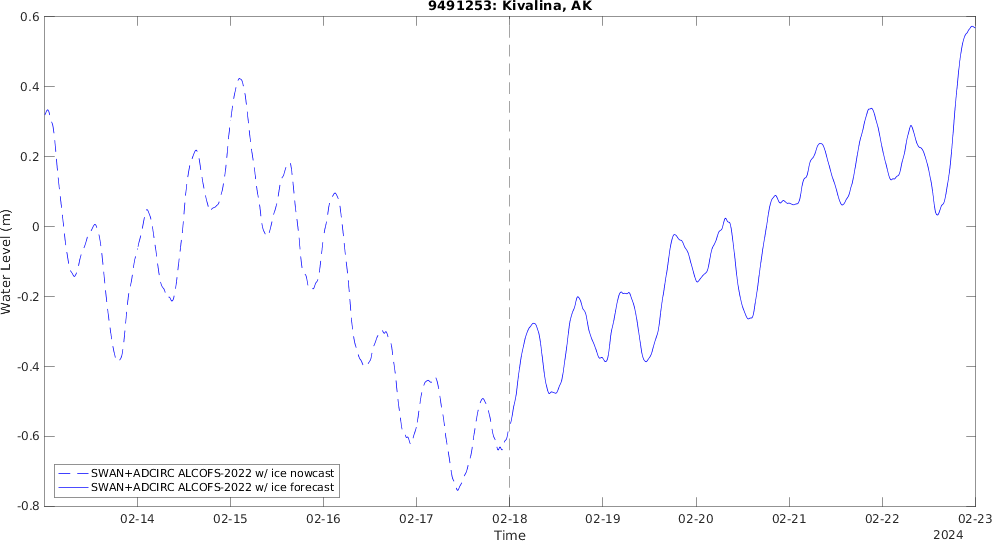 9491253: Kivalina, AK
0.6
0.4
0.2
0
-0.2
-0.4
-0.6
-0.8
Water Level (m)
SWAN+ADCIRC ALCOFS-2022 w/ ice nowcast
SWAN+ADCIRC ALCOFS-2022 w/ ice forecast
02-14 02-15 02-16 02-17 02-18 02-19 02-20 02-21 02-22 02-23
Time
2024